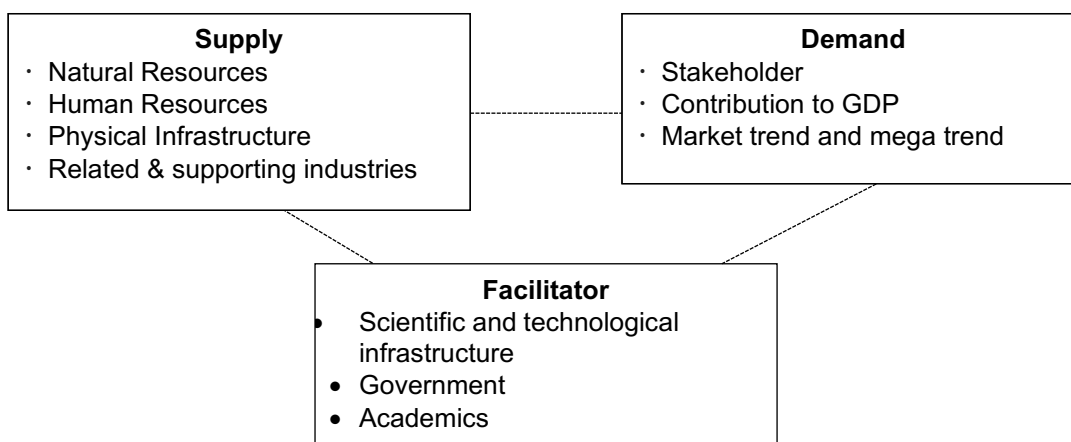 Supply
· Natural Resources
· Human Resources
· Physical Infrastructure
· Related & supporting industries
Demand
· Stakeholder
· Contribution to GDP
· Market trend and mega trend
Facilitator
• Scientific and technological
infrastructure
• Government
• Academics